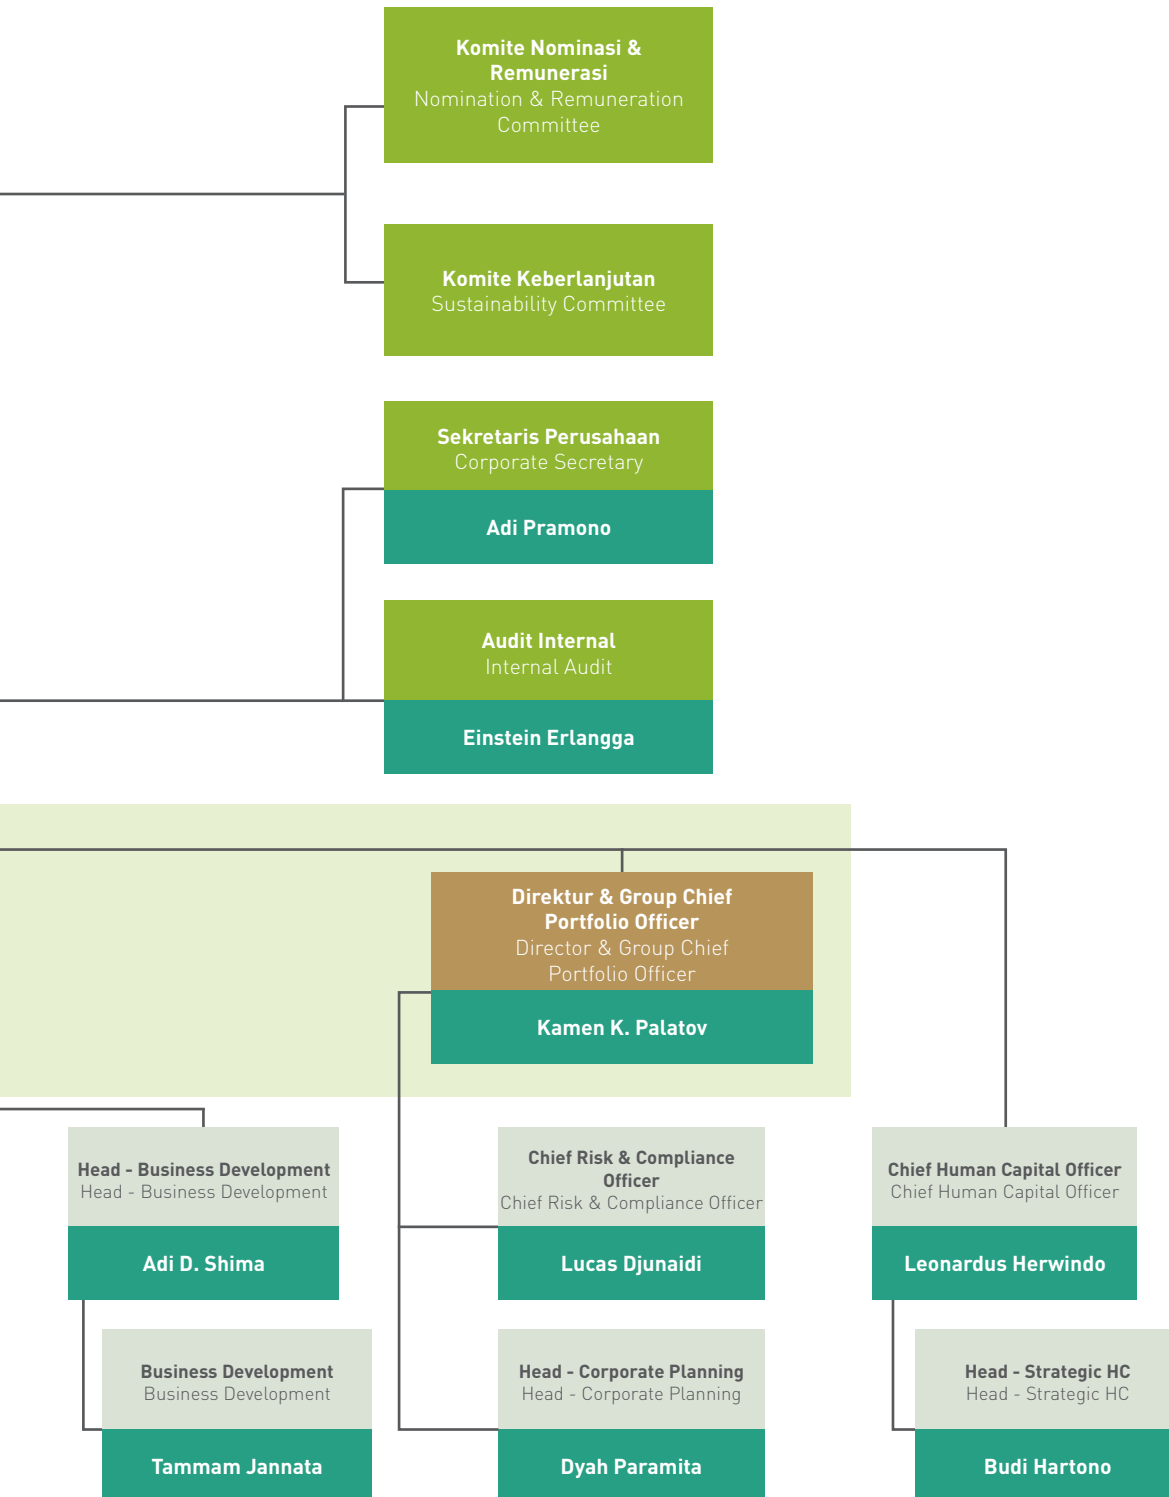 Komite Nominasi &
Remunerasi
Nomination & Remuneration
Committee
Komite Keberlanjutan
Sustainability Committee
Sekretaris Perusahaan
Corporate Secretary
Adi Pramono
Audit Internal
Internal Audit
Einstein Erlangga
Direktur & Group Chief
Portfolio Officer
Director & Group Chief
Portfolio Officer
Kamen K. Palatov
Head - Business Development
Head - Business Development
Adi D. Shima
Business Development
Business Development
Tammam Jannata
Chief Risk & Compliance
Officer
Chief Risk & Compliance Officer
Lucas Djunaidi
Head - Corporate Planning
Head - Corporate Planning
Dyah Paramita
Chief Human Capital Officer
Chief Human Capital Officer
Leonardus Herwindo
Head - Strategic HC
Head - Strategic HC
Budi Hartono